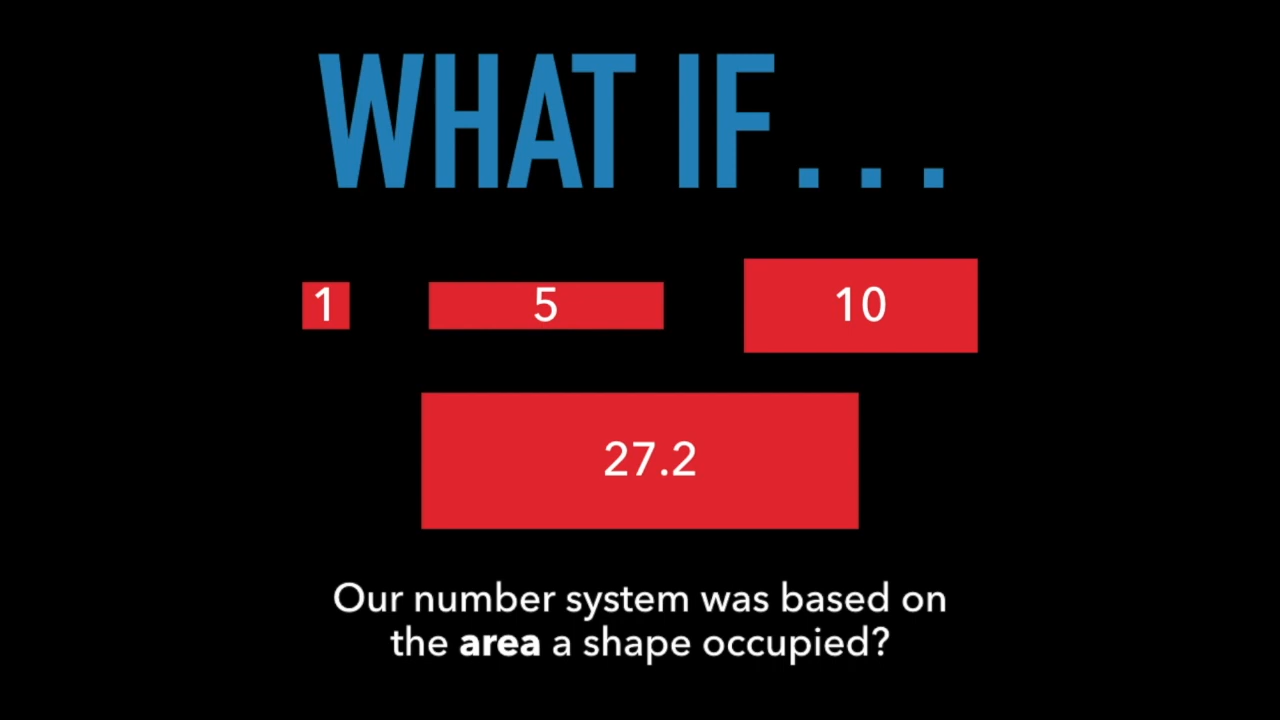 WHAT IF...
1 5 10
27.2
Our number system was based on
the area a shape occupied?